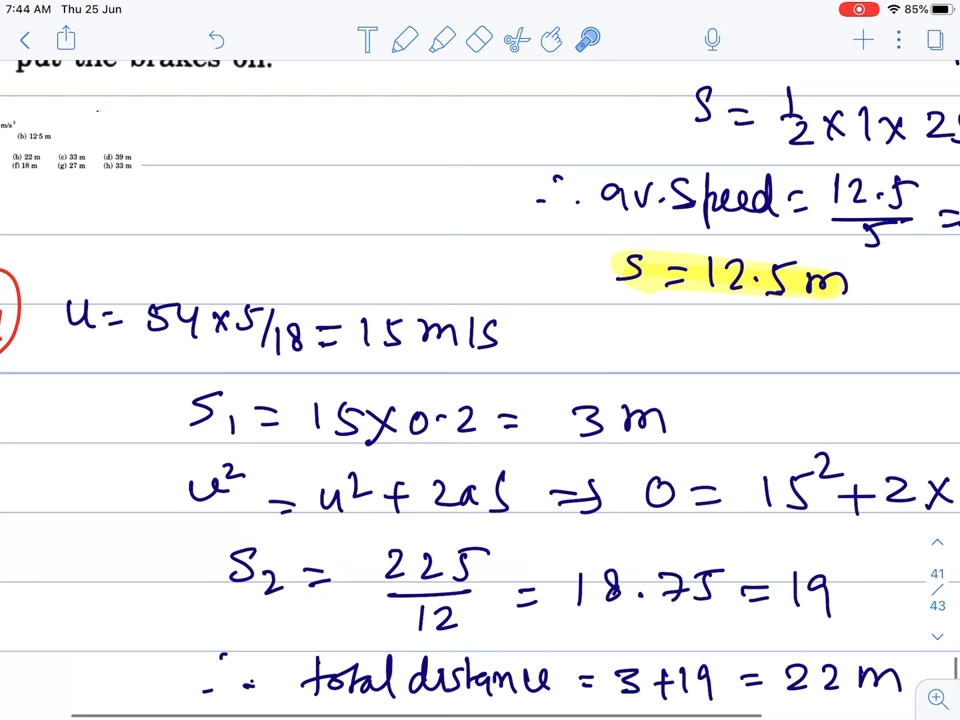 7:44 AM Thu 25 Jun 85%
put the brakes on.
m/s²
(b) 12·5 m
(b) 22 m (c) 33 m (d) 39 m
(f) 18 m (g) 27 m (h) 33 m
S = 1/2 × 1 × 25
∴ av. Speed = 12.5/5 =
S = 12.5 m
u = 54 × 5/18 = 15 m/s
S₁ = 15 × 0.2 = 3 m
u² = u² + 2aS ⇒ 0 = 15² + 2 ×
S₂ = 225/12 = 18.75 = 19
∴ total distance = 3 + 19 = 22 m
41
/
43